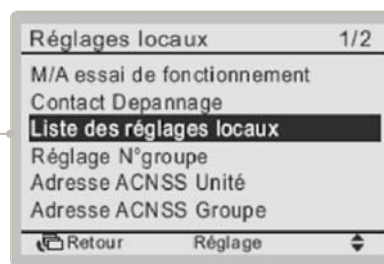 Réglages locaux 1/2
M/A essai de fonctionnement
Contact Depannage
Liste des réglages locaux
Réglage N°groupe
Adresse ACNSS Unité
Adresse ACNSS Groupe
Retour Réglage